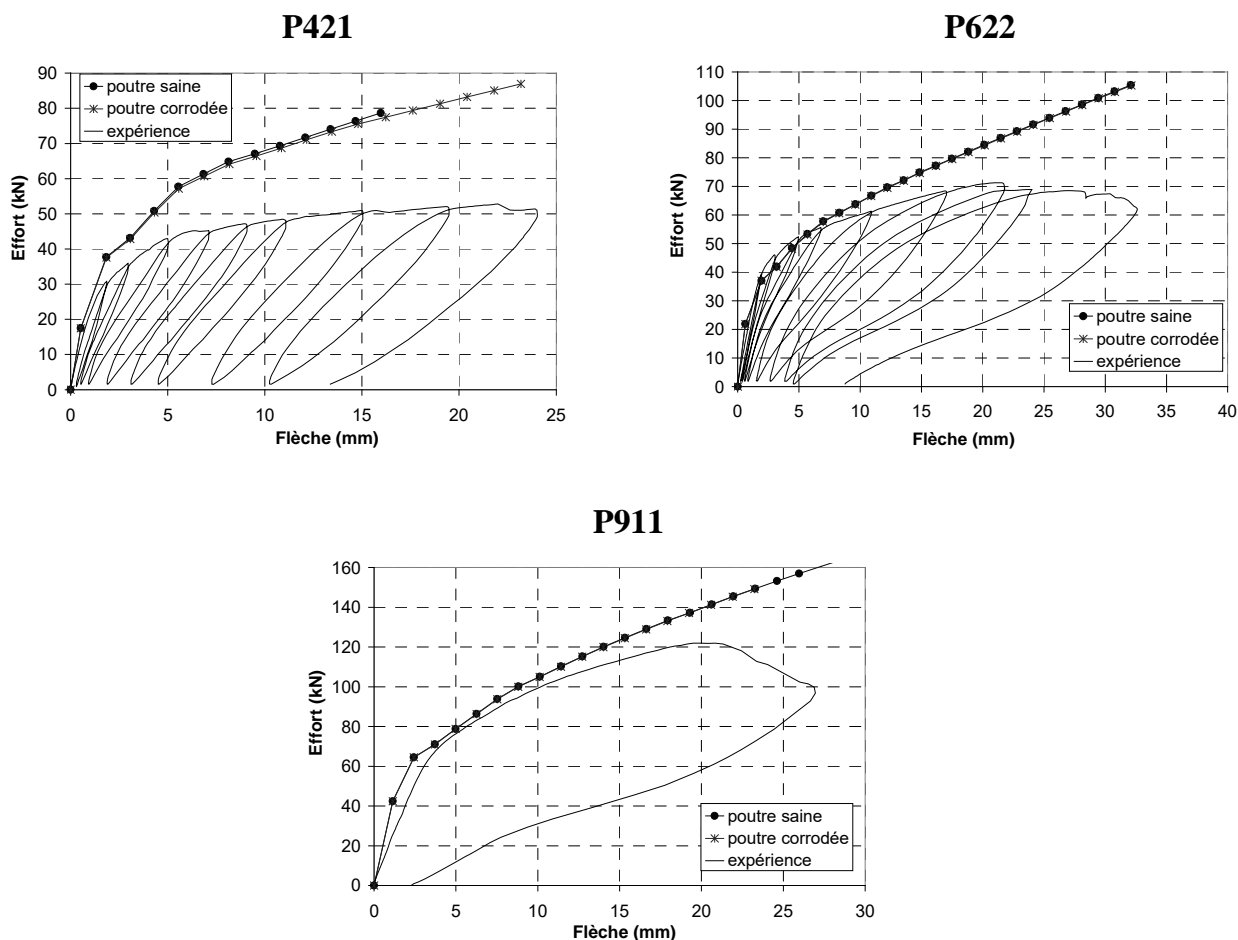 P421
90
80
70
60
50
40
30
20
10
0
Effort (kN)
poutre saine
poutre corrodée
expérience
0 5 10 15 20 25
Flèche (mm)
P622
110
100
90
80
70
60
50
40
30
20
10
0
Effort (kN)
poutre saine
poutre corrodée
expérience
0 5 10 15 20 25 30 35 40
Flèche (mm)
P911
160
140
120
100
80
60
40
20
0
Effort (kN)
poutre saine
poutre corrodée
expérience
0 5 10 15 20 25 30
Flèche (mm)